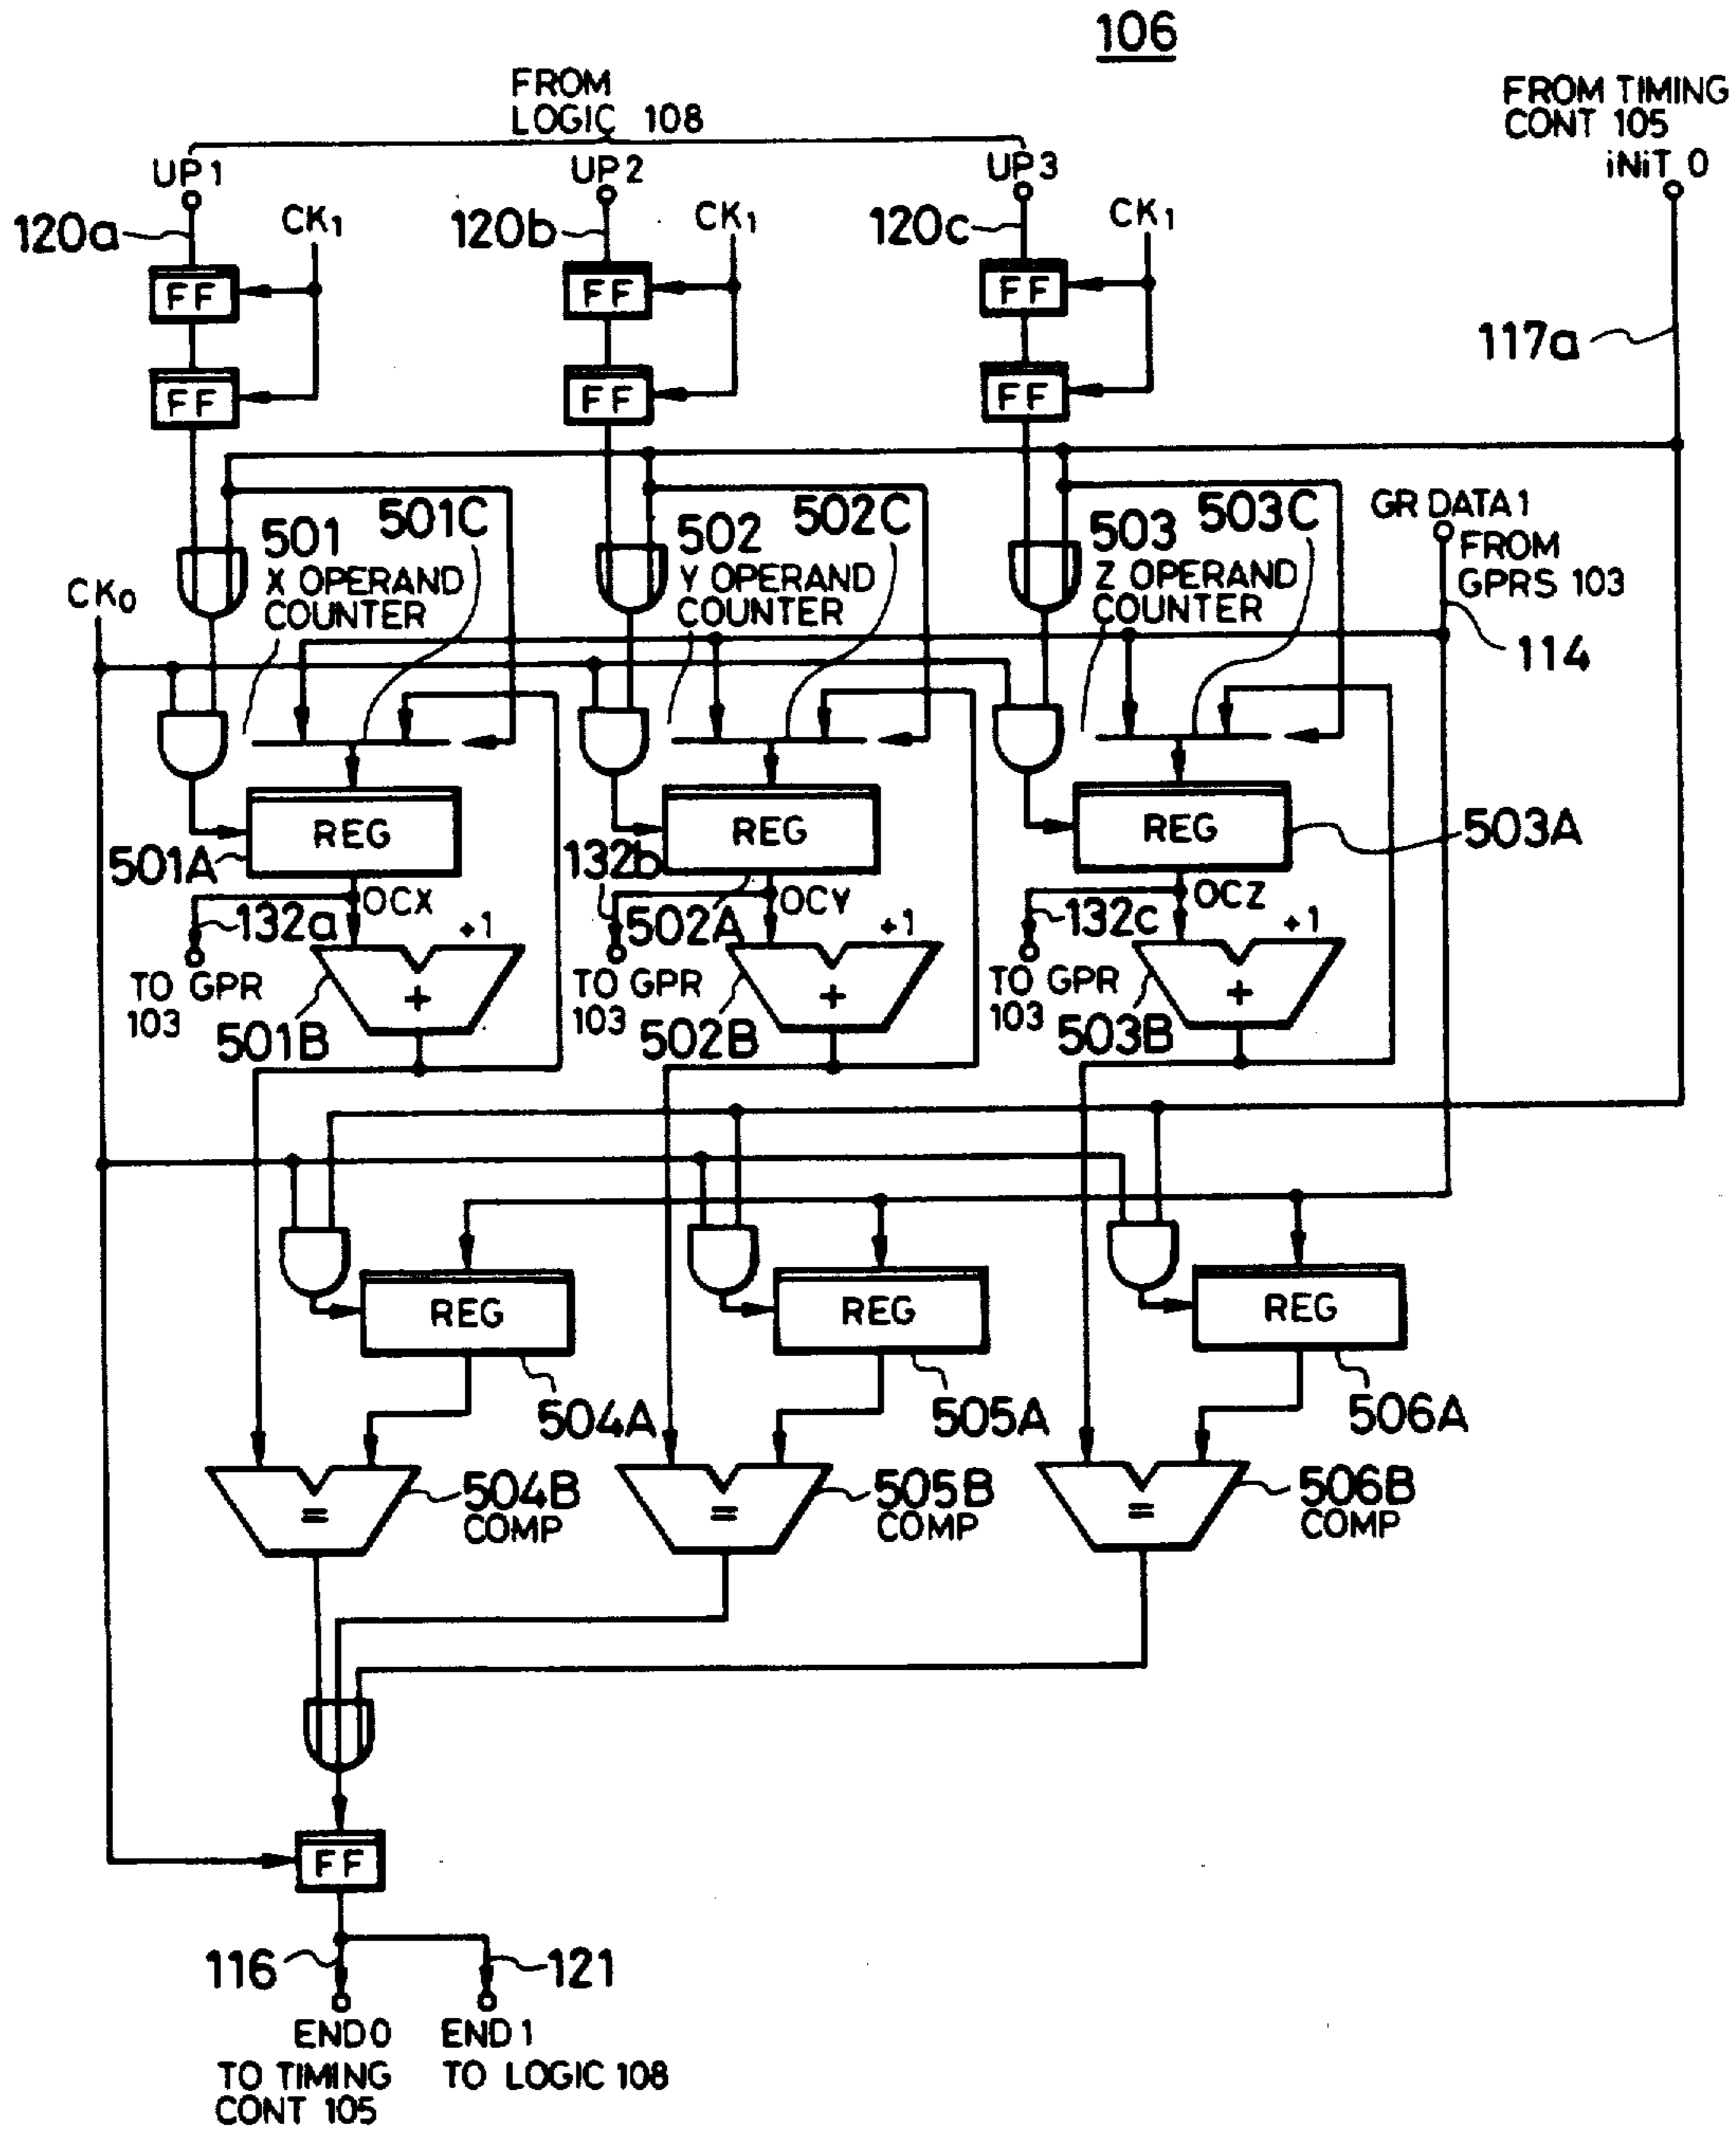 106
FROM
LOGIC 108
FROM TIMING
CONT 105
iNiT 0
UP1
UP2
UP3
120a
CK1
120b
CK1
120c
CK1
FF
FF
FF
117a
FF
FF
FF
501
X OPERAND
COUNTER
501C
502
Y OPERAND
COUNTER
502C
503
Z OPERAND
COUNTER
503C
GR DATA1
FROM
GPRS 103
CK0
114
REG
REG
REG
503A
501A
OCX
132a
132b
502A
OCY
OCZ
132c
+1
+1
+1
TO GPR
103
TO GPR
103
TO GPR
103
+
+
+
501B
502B
503B
REG
REG
REG
504A
505A
506A
=
=
=
504B
COMP
505B
COMP
506B
COMP
FF
116
121
END0
TO TIMING
CONT 105
END1
TO LOGIC 108